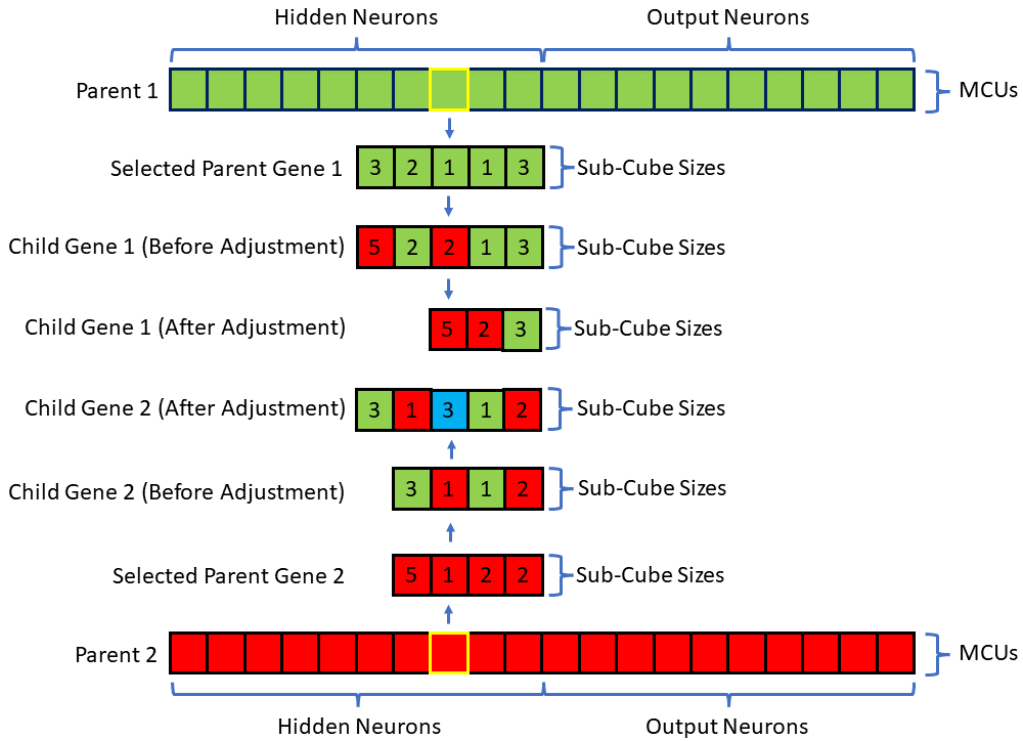 Hidden Neurons Output Neurons
Parent 1 MCUs
Selected Parent Gene 1 3 2 1 1 3 Sub-Cube Sizes
Child Gene 1 (Before Adjustment) 5 2 2 1 3 Sub-Cube Sizes
Child Gene 1 (After Adjustment) 5 2 3 Sub-Cube Sizes
Child Gene 2 (After Adjustment) 3 1 3 1 2 Sub-Cube Sizes
Child Gene 2 (Before Adjustment) 3 1 1 2 Sub-Cube Sizes
Selected Parent Gene 2 5 1 2 2 Sub-Cube Sizes
Parent 2 MCUs
Hidden Neurons Output Neurons